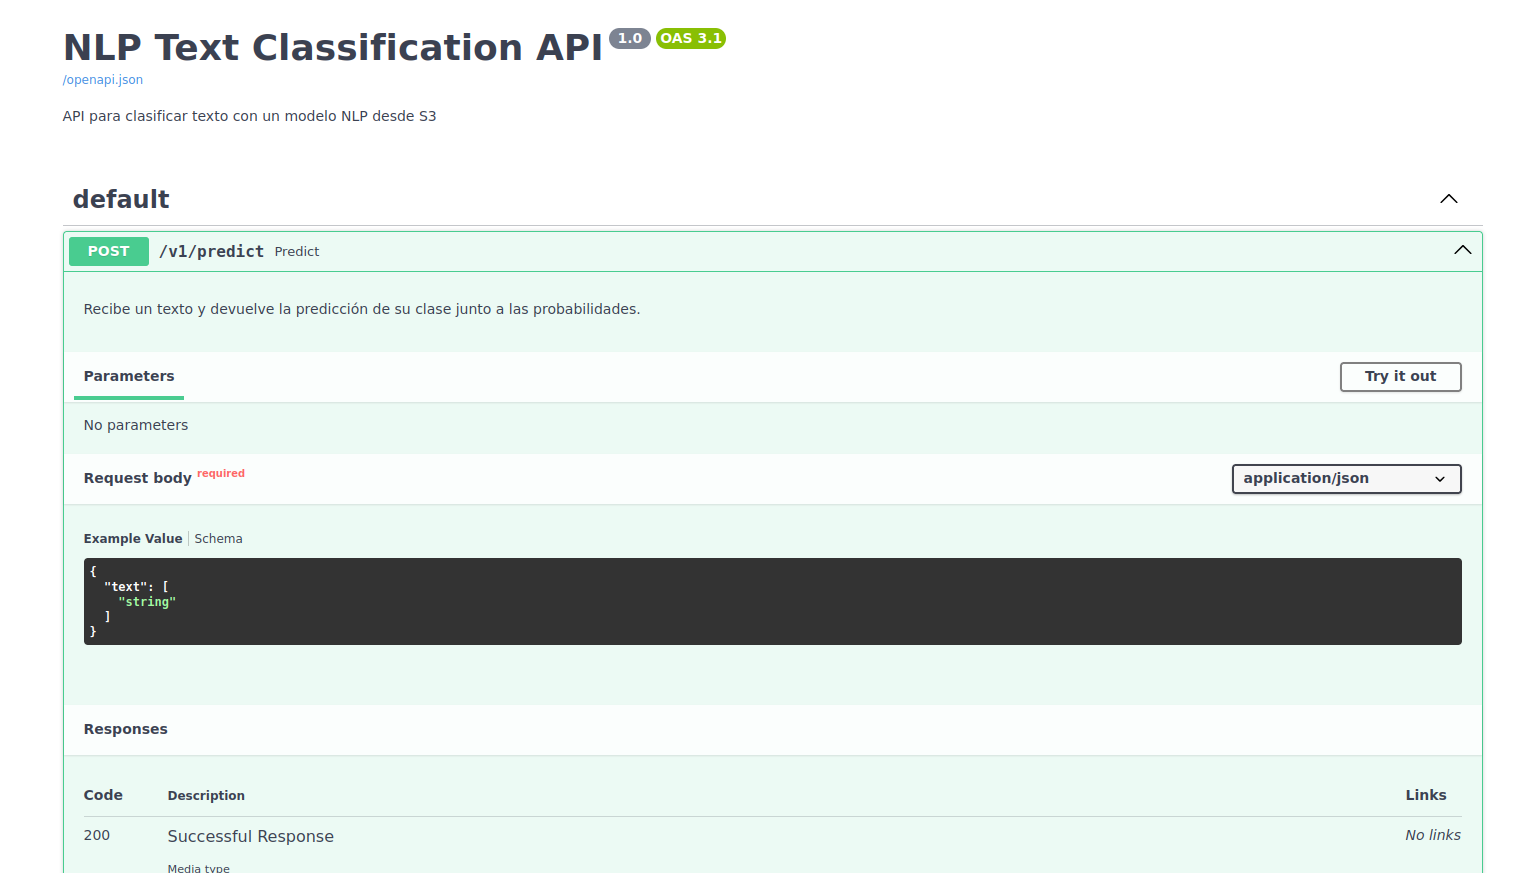 NLP Text Classification API 1.0 OAS 3.1
/openapi.json
API para clasificar texto con un modelo NLP desde S3
default
POST /v1/predict Predict
Recibe un texto y devuelve la predicción de su clase junto a las probabilidades.
Parameters Try it out
No parameters
Request body required application/json
Example Value Schema
{
  "text": [
    "string"
  ]
}
Responses
Code Description Links
200 Successful Response No links
Media type